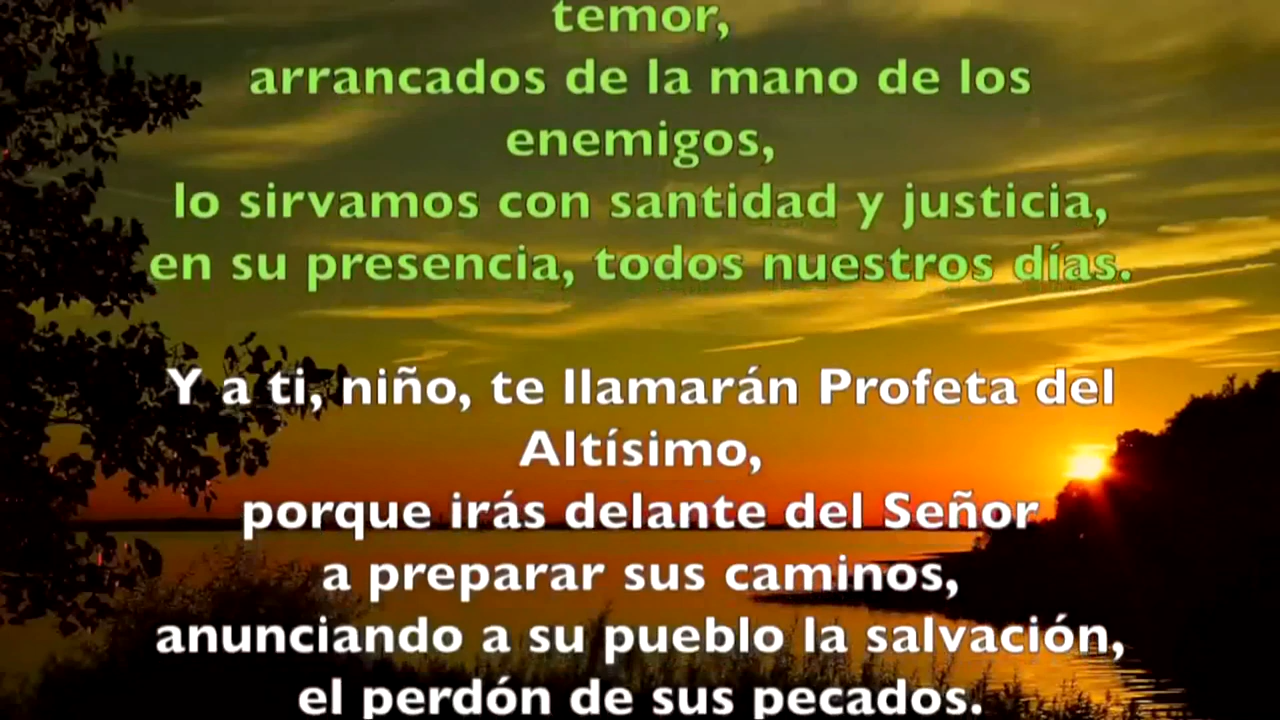 temor,
arrancados de la mano de los
enemigos,
lo sirvamos con santidad y justicia,
en su presencia, todos nuestros días.
Y a ti, niño, te llamarán Profeta del
Altísimo,
porque irás delante del Señor
a preparar sus caminos,
anunciando a su pueblo la salvación,
el perdón de sus pecados.